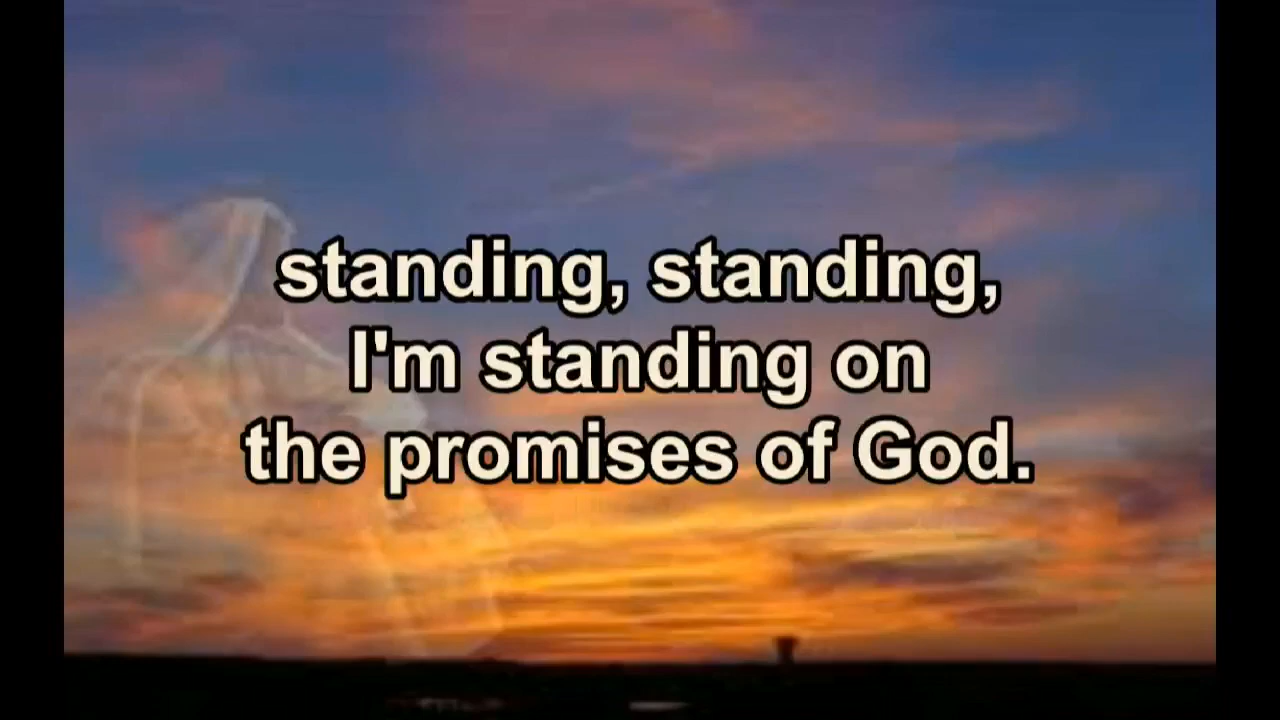 standing, standing,
I'm standing on
the promises of God.